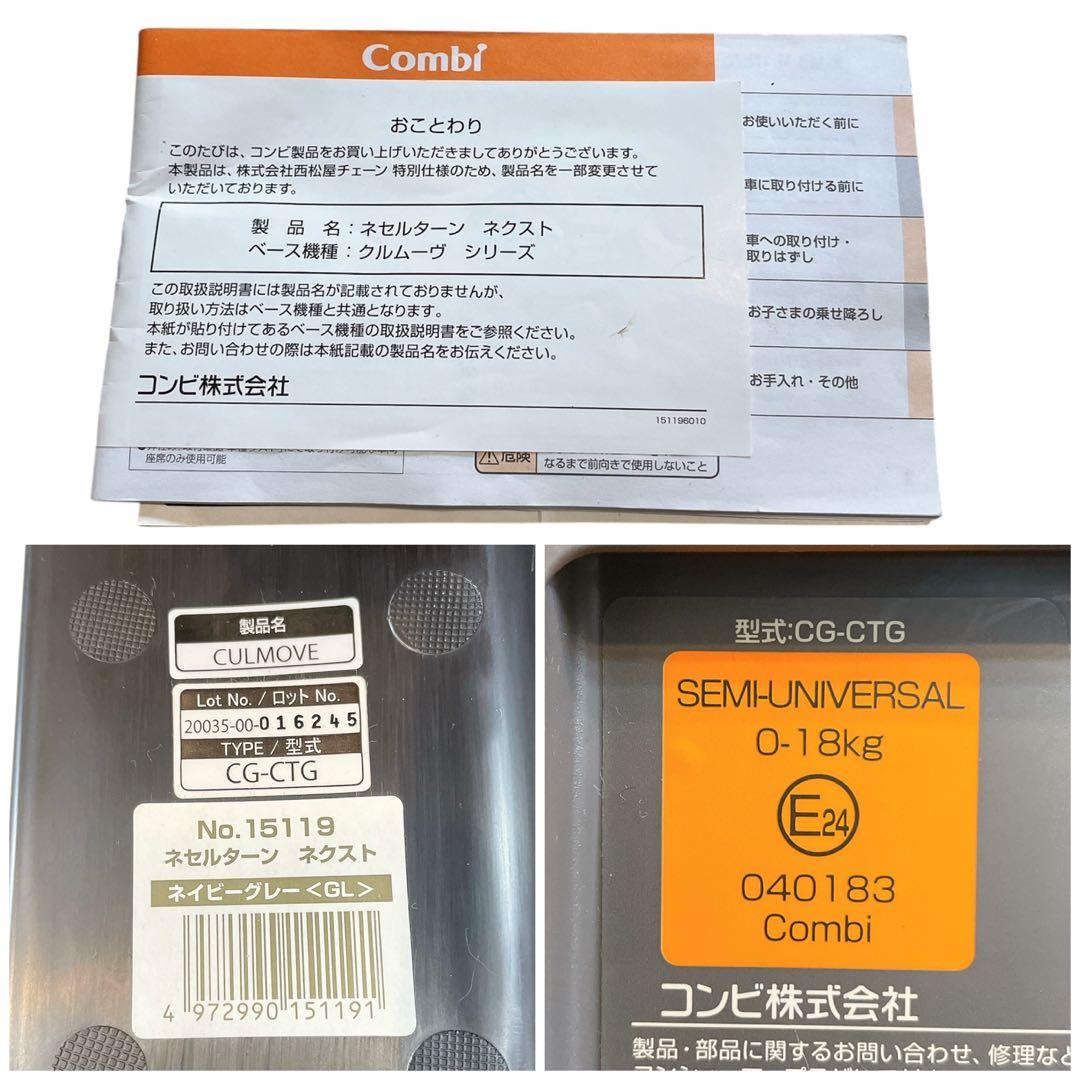 Combi
おことわり
このたびは、コンビ製品をお買い上げいただきましてありがとうございます。
本製品は、株式会社西松屋チェーン 特別仕様のため、製品名を一部変更させて
いただいております。
製 品 名：ネセルターン ネクスト
ベース機種：クルムーヴ シリーズ
この取扱説明書には製品名が記載されておりませんが、
取り扱い方法はベース機種と共通となります。
本紙が貼り付けてあるベース機種の取扱説明書をご参照ください。
また、お問い合わせの際は本紙記載の製品名をお伝えください。
コンビ株式会社
151196010
お使いいただく前に
車に取り付ける前に
車への取り付け・
取りはずし
お子さまの乗せ降ろし
お手入れ・その他
座席のみ使用可能
危険
なるまで前向きで使用しないこと
製品名
CULMOVE
Lot No. / ロット No.
20035-00-016245
TYPE / 型式
CG-CTG
No.15119
ネセルターン ネクスト
ネイビーグレー<GL>
4 972990 151191
型式:CG-CTG
SEMI-UNIVERSAL
0-18kg
E24
040183
Combi
コンビ株式会社
製品・部品に関するお問い合わせ、修理など